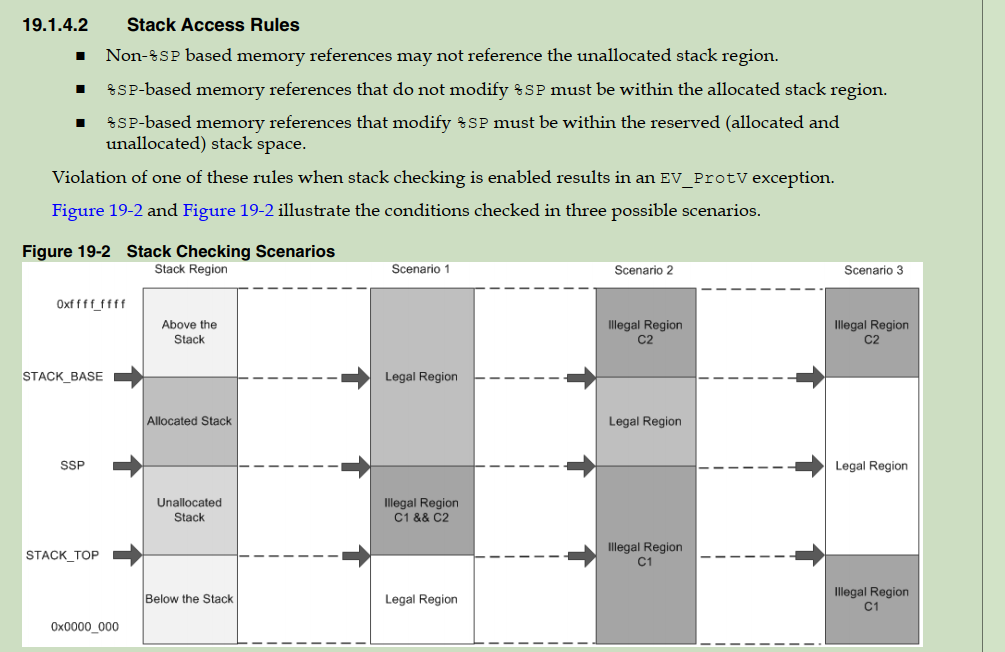 19.1.4.2 Stack Access Rules
■ Non-%SP based memory references may not reference the unallocated stack region.
■ %SP-based memory references that do not modify %SP must be within the allocated stack region.
■ %SP-based memory references that modify %SP must be within the reserved (allocated and
unallocated) stack space.
Violation of one of these rules when stack checking is enabled results in an EV_ProtV exception.
Figure 19-2 and Figure 19-2 illustrate the conditions checked in three possible scenarios.
Figure 19-2 Stack Checking Scenarios
Stack Region
Scenario 1
Scenario 2
Scenario 3
0xffff_ffff
Above the
Stack
Illegal Region
C2
Illegal Region
C2
STACK_BASE
Legal Region
Allocated Stack
Legal Region
SSP
Legal Region
Unallocated
Stack
Illegal Region
C1 && C2
Illegal Region
C1
STACK_TOP
Below the Stack
Legal Region
Illegal Region
C1
0x0000_000